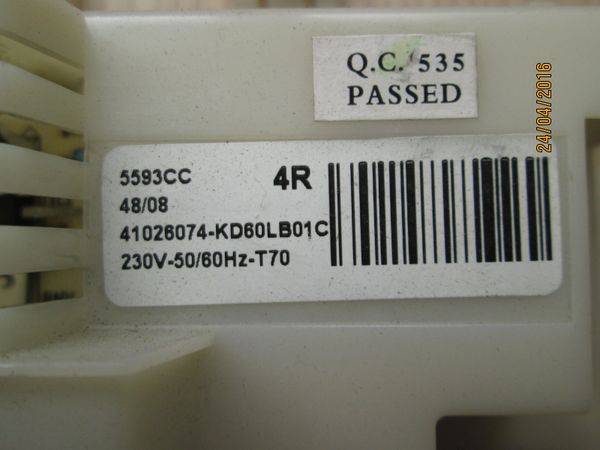 Q.C. 535
PASSED
5593CC 4R
48/08
41026074-KD60LB01C
230V-50/60Hz-T70
24/04/2016